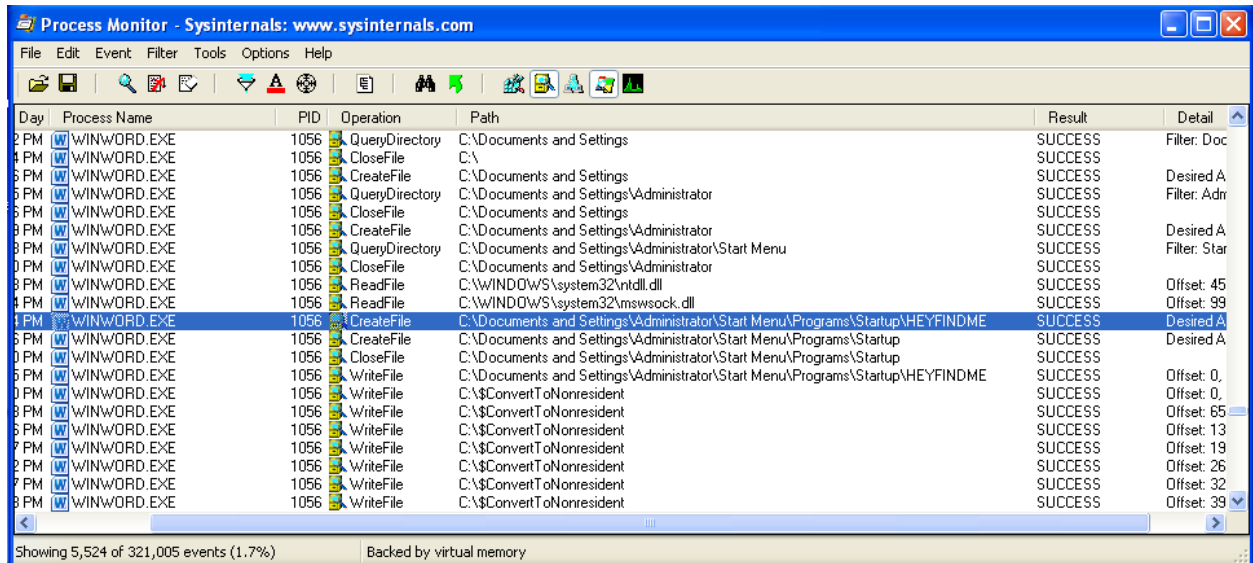 Process Monitor - Sysinternals: www.sysinternals.com
File Edit Event Filter Tools Options Help
Day Process Name PID Operation Path Result Detail
2 PM WINWORD.EXE 1056 QueryDirectory C:\Documents and Settings SUCCESS Filter: Doc
4 PM WINWORD.EXE 1056 CloseFile C:\ SUCCESS
6 PM WINWORD.EXE 1056 CreateFile C:\Documents and Settings SUCCESS Desired A
5 PM WINWORD.EXE 1056 QueryDirectory C:\Documents and Settings\Administrator SUCCESS Filter: Adm
6 PM WINWORD.EXE 1056 CloseFile C:\Documents and Settings SUCCESS
9 PM WINWORD.EXE 1056 CreateFile C:\Documents and Settings\Administrator SUCCESS Desired A
3 PM WINWORD.EXE 1056 QueryDirectory C:\Documents and Settings\Administrator\Start Menu SUCCESS Filter: Star
PM WINWORD.EXE 1056 CloseFile C:\Documents and Settings\Administrator SUCCESS
PM WINWORD.EXE 1056 ReadFile C:\WINDOWS\system32\ntdll.dll SUCCESS Offset: 45
4 PM WINWORD.EXE 1056 ReadFile C:\WINDOWS\system32\mswsock.dll SUCCESS Offset: 99
4 PM WINWORD.EXE 1056 CreateFile C:\Documents and Settings\Administrator\Start Menu\Programs\Startup\HEYFINDME SUCCESS Desired A
PM WINWORD.EXE 1056 CreateFile C:\Documents and Settings\Administrator\Start Menu\Programs\Startup SUCCESS Desired A
PM WINWORD.EXE 1056 CloseFile C:\Documents and Settings\Administrator\Start Menu\Programs\Startup SUCCESS
5 PM WINWORD.EXE 1056 WriteFile C:\Documents and Settings\Administrator\Start Menu\Programs\Startup\HEYFINDME SUCCESS Offset: 0,
PM WINWORD.EXE 1056 WriteFile C:\$ConvertToNonresident SUCCESS Offset: 0,
PM WINWORD.EXE 1056 WriteFile C:\$ConvertToNonresident SUCCESS Offset: 65
PM WINWORD.EXE 1056 WriteFile C:\$ConvertToNonresident SUCCESS Offset: 13
7 PM WINWORD.EXE 1056 WriteFile C:\$ConvertToNonresident SUCCESS Offset: 19
2 PM WINWORD.EXE 1056 WriteFile C:\$ConvertToNonresident SUCCESS Offset: 26
7 PM WINWORD.EXE 1056 WriteFile C:\$ConvertToNonresident SUCCESS Offset: 32
PM WINWORD.EXE 1056 WriteFile C:\$ConvertToNonresident SUCCESS Offset: 39
Showing 5,524 of 321,005 events (1.7%) Backed by virtual memory